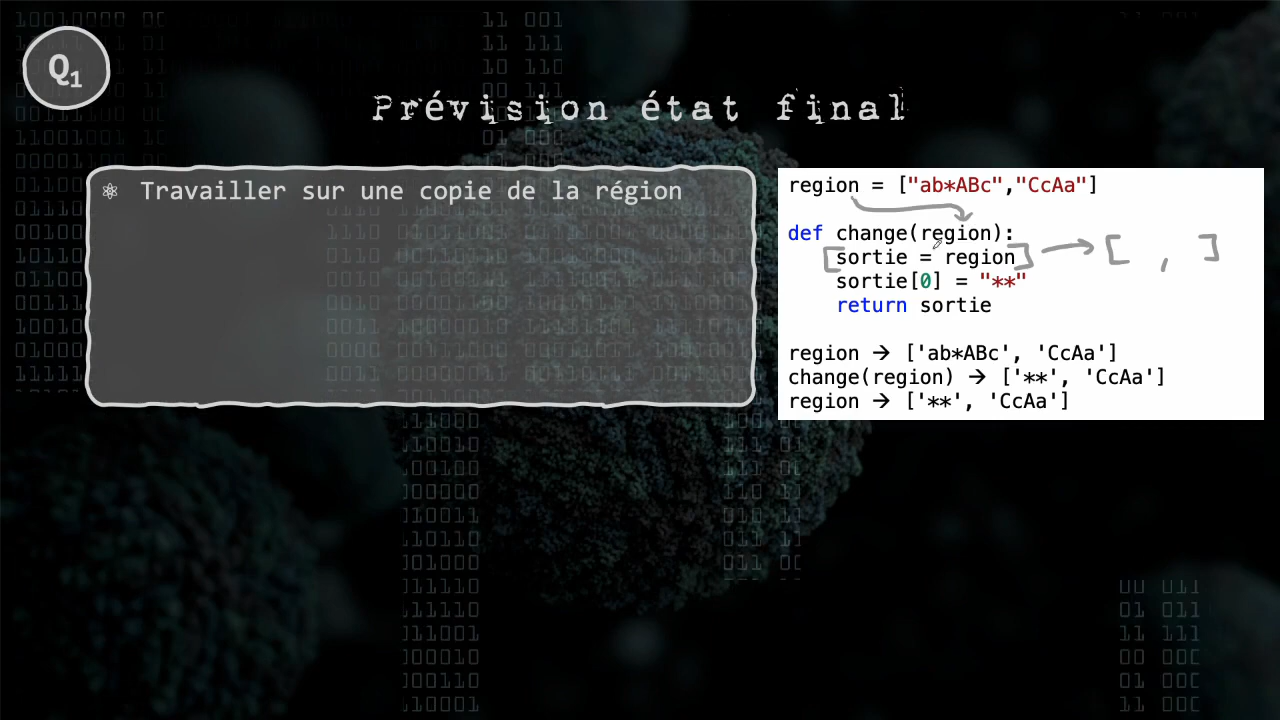 Q1
Prévision état final
Travailler sur une copie de la région
region = ["ab*ABc","CcAa"]
def change(region):
sortie = region
sortie[0] = "**"
return sortie
[ , ]
region → ['ab*ABc', 'CcAa']
change(region) → ['**', 'CcAa']
region → ['**', 'CcAa']